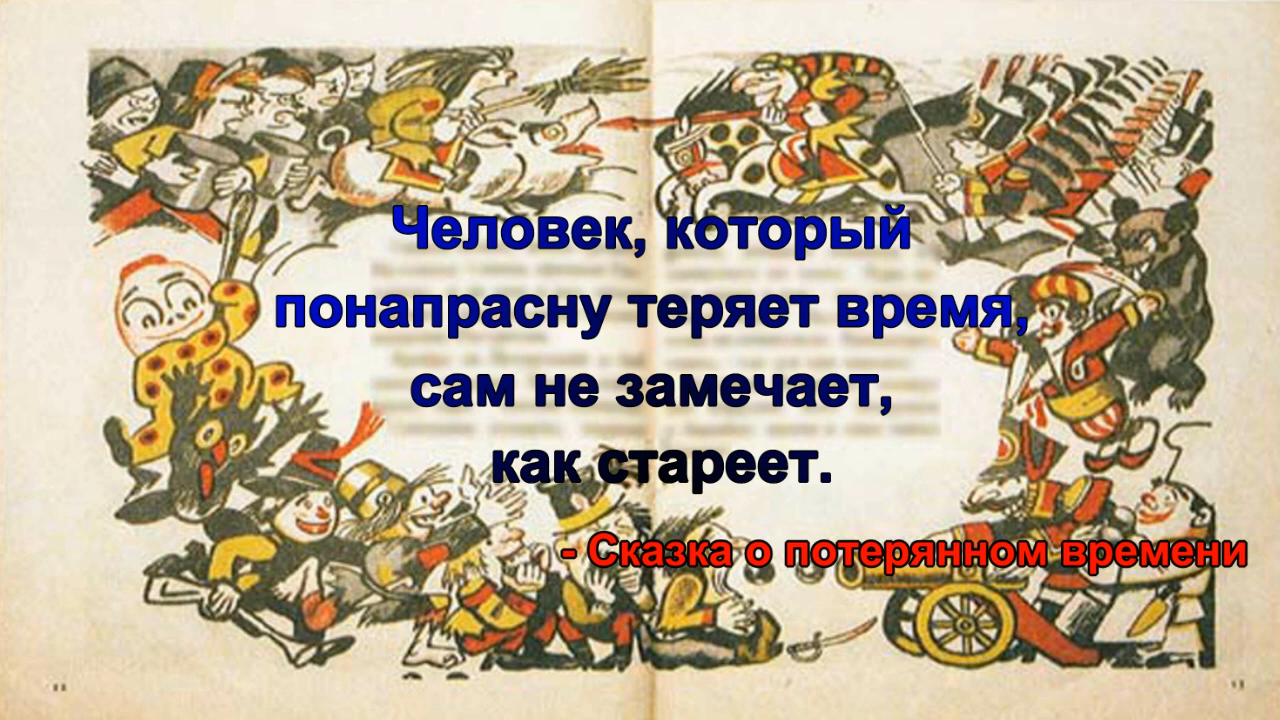 Человек, который
понапрасну теряет время,
сам не замечает,
как стареет.
- Сказка о потерянном времени